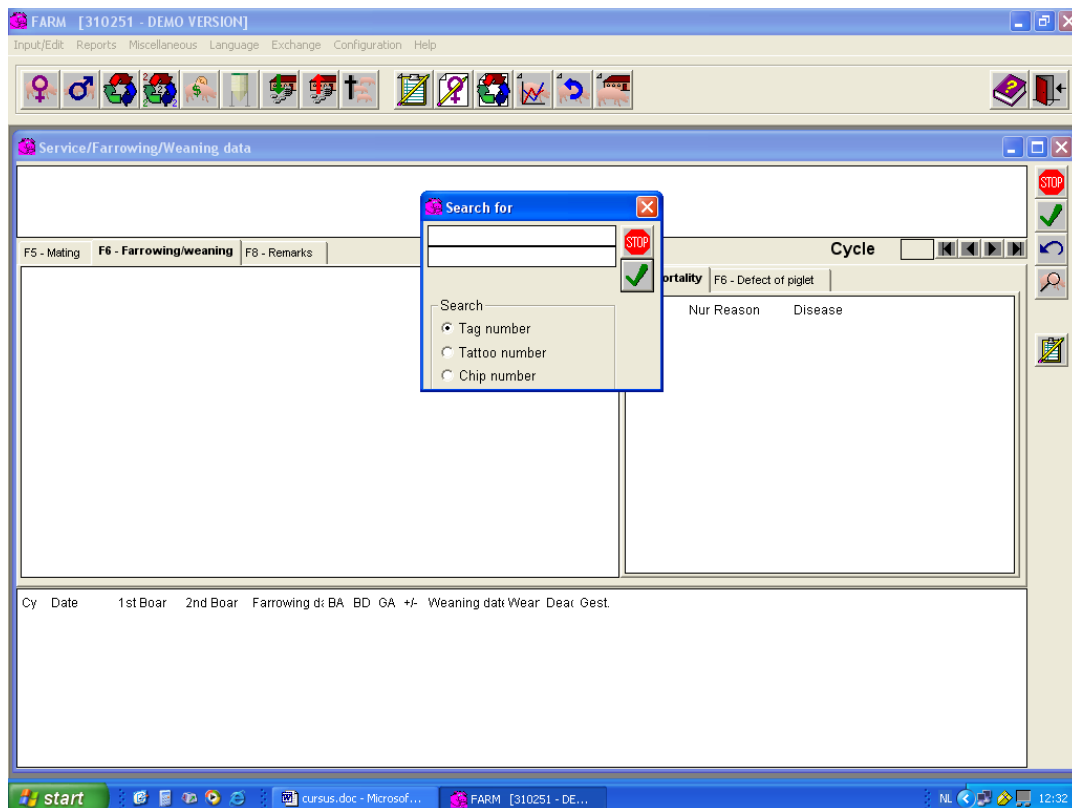 FARM [310251 - DEMO VERSION]
Input/Edit Reports Miscellaneous Language Exchange Configuration Help
Service/Farrowing/Weaning data
STOP
Search for
STOP
F5 - Mating F6 - Farrowing/weaning F8 - Remarks
Cycle
ortality F6 - Defect of piglet
Search
Tag number
Tattoo number
Chip number
Nur Reason Disease
Cy Date 1st Boar 2nd Boar Farrowing da BA BD GA +/- Weaning date Wear Dead Gest.
start cursus.doc - Microsof... FARM [310251 - DE... NL 12:32